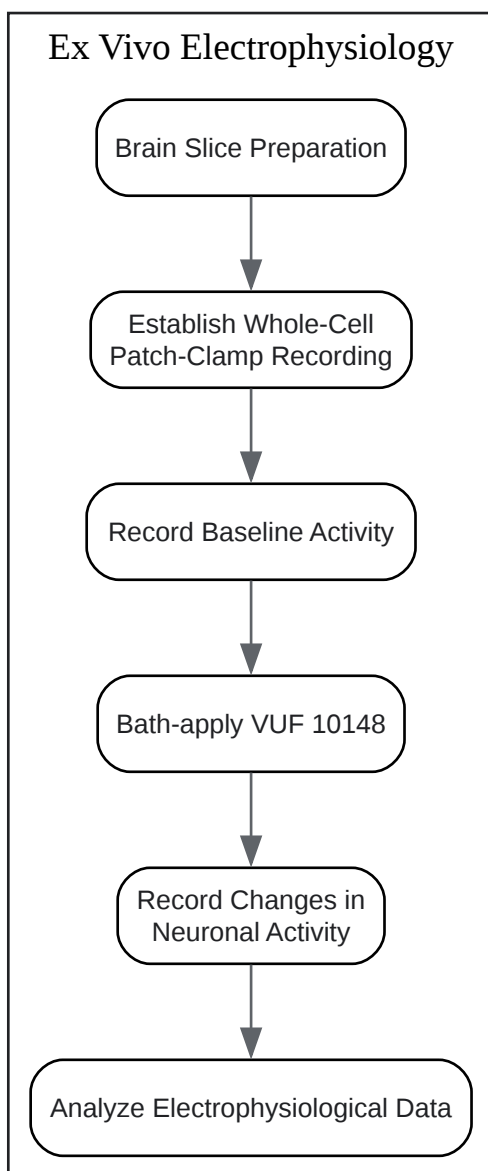 Ex Vivo Electrophysiology
Brain Slice Preparation
Establish Whole-Cell
Patch-Clamp Recording
Record Baseline Activity
Bath-apply VUF 10148
Record Changes in
Neuronal Activity
Analyze Electrophysiological Data